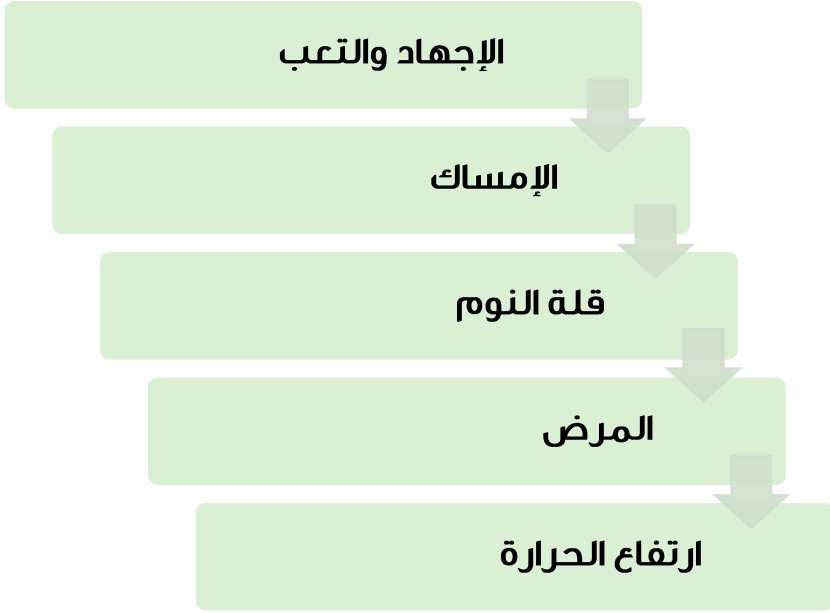 الإجهاد والتعب
الإمساك
قلة النوم
المرض
ارتفاع الحرارة